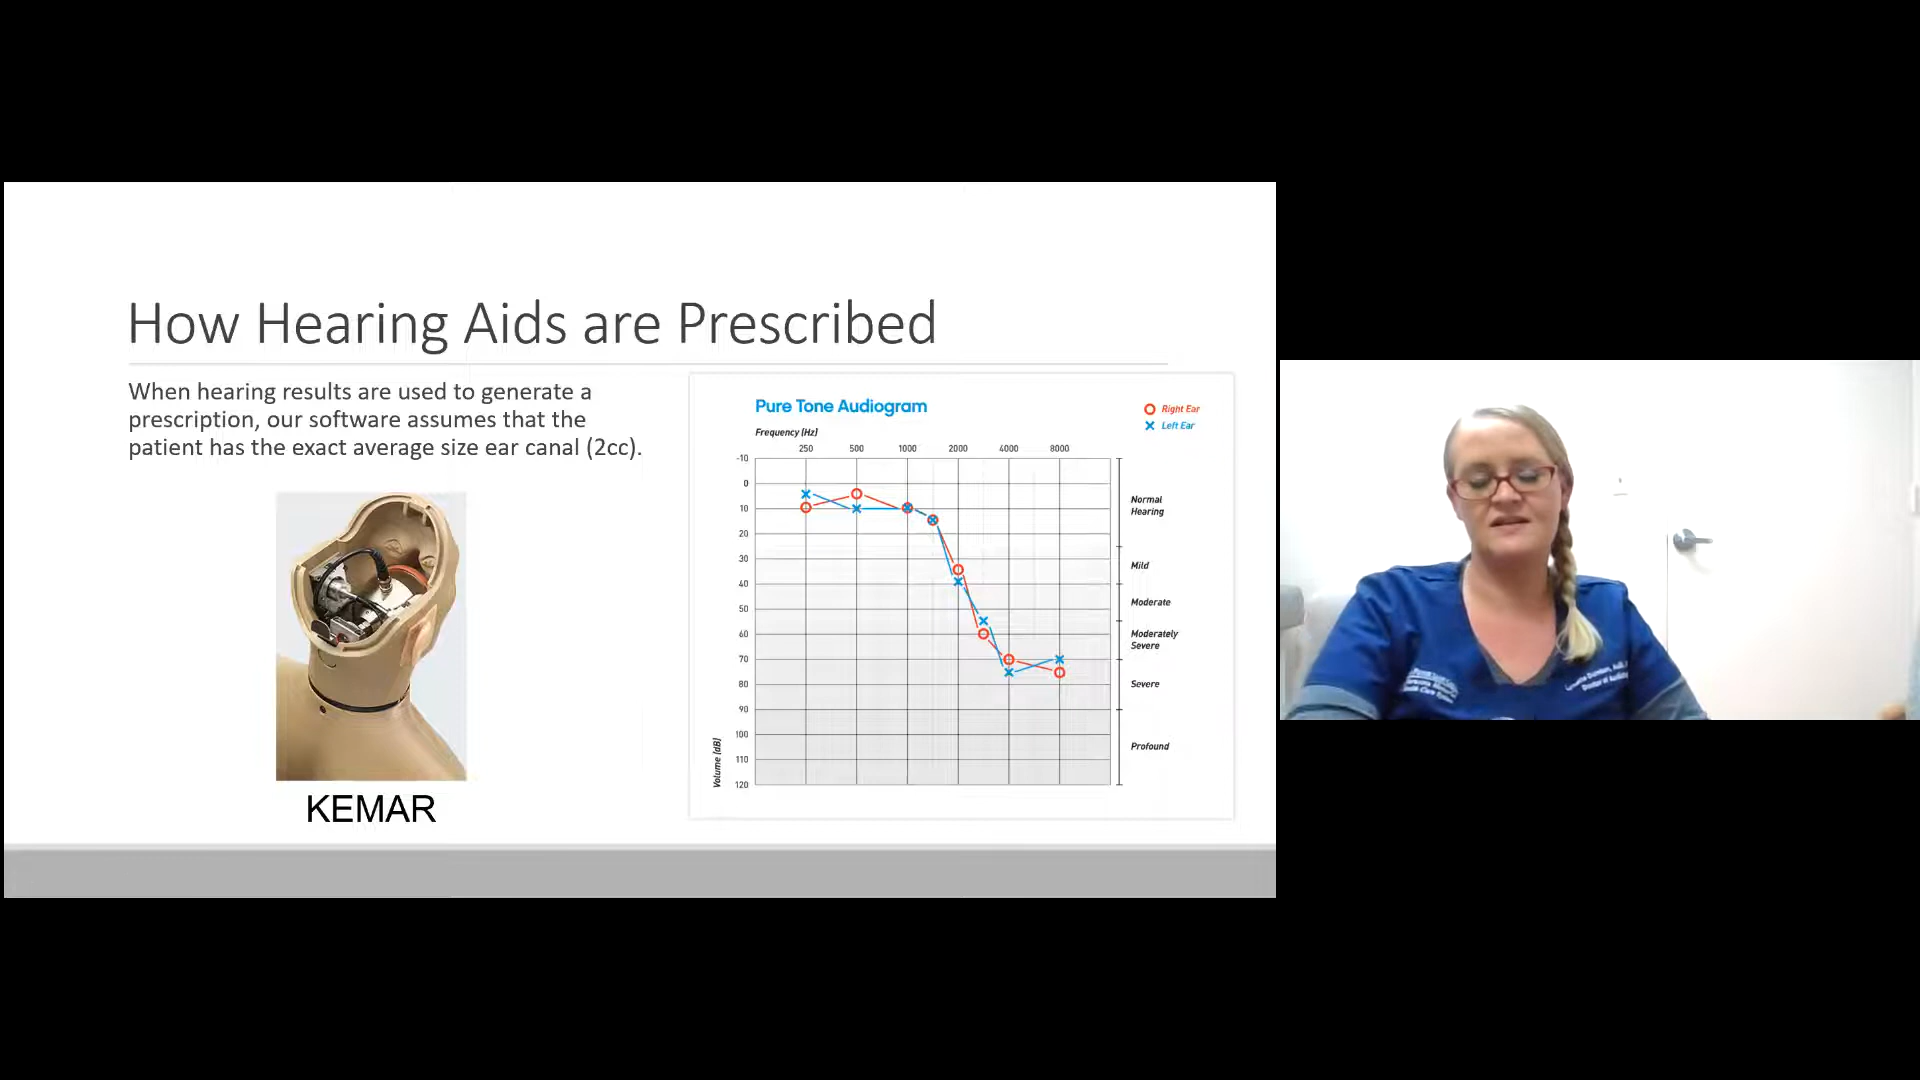 How Hearing Aids are Prescribed
When hearing results are used to generate a
prescription, our software assumes that the
patient has the exact average size ear canal (2cc).
KEMAR
Pure Tone Audiogram
Right Ear
Left Ear
Frequency (Hz)
250 500 1000 2000 4000 8000
-10
0
10
20
30
40
50
60
70
80
90
100
110
120
Volume (dB)
Normal
Hearing
Mild
Moderate
Moderately
Severe
Severe
Profound